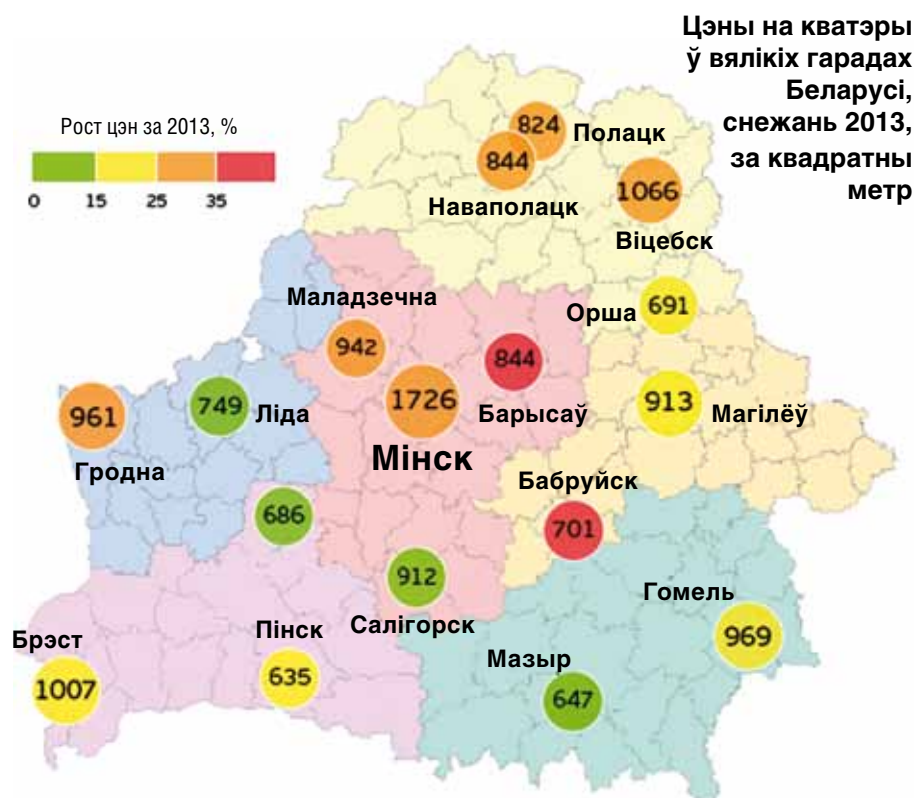 Цэны на кватэры
ў вялікіх гарадах
Беларусі,
снежань 2013,
за квадратны
метр
Рост цэн за 2013, %
0 15 25 35
824
Полацк
844
Наваполацк
1066
Віцебск
Маладзечна
942
Орша
691
844
Барысаў
1726
Мінск
961
Гродна
749
Ліда
913
Магілёў
Бабруйск
701
686
912
Салігорск
Гомель
969
Брэст
1007
Пінск
635
Мазыр
647